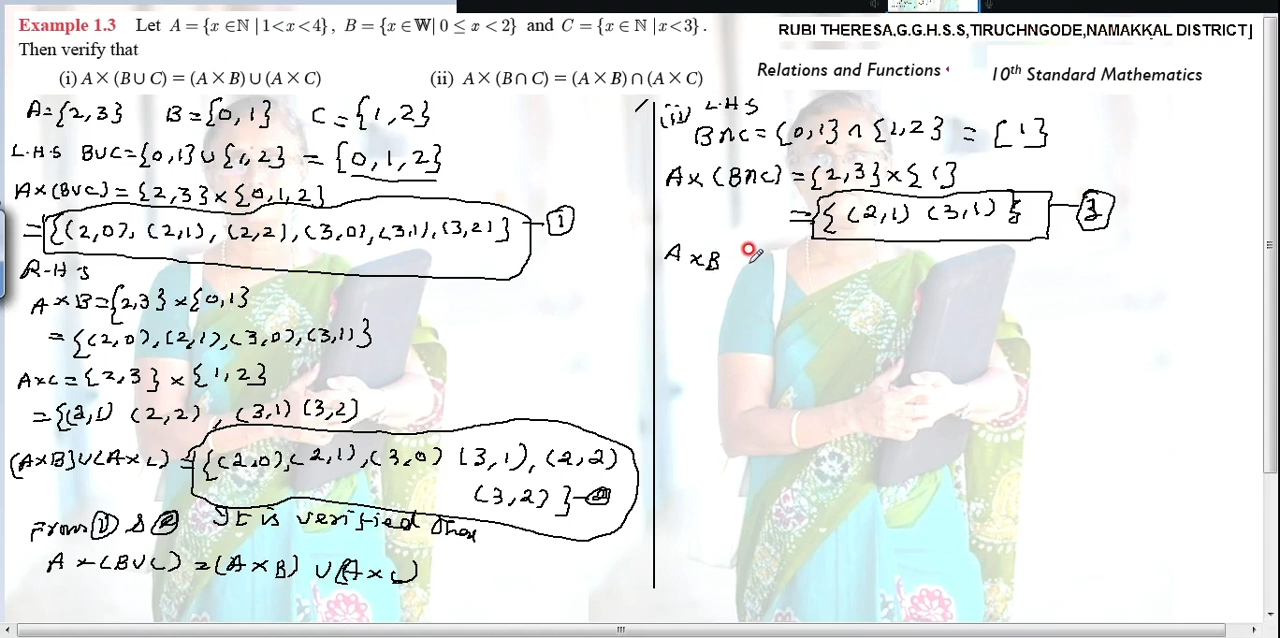 Example 1.3 Let A = {x ∈ ℕ | 1 < x < 4}, B = {x ∈ 𝕎 | 0 ≤ x < 2} and C = {x ∈ ℕ | x < 3}.
Then verify that
(i) A × (B ∪ C) = (A × B) ∪ (A × C) (ii) A × (B ∩ C) = (A × B) ∩ (A × C)
RUBI THERESA,G.G.H.S.S,TIRUCHNGODE,NAMAKKAL DISTRICT]
Relations and Functions
10th Standard Mathematics
A = {2,3} B = {0,1} C = {1,2}
L.H.S B∪C = {0,1} ∪ {1,2} = {0,1,2}
A×(B∪C) = {2,3} × {0,1,2}
= {(2,0), (2,1), (2,2), (3,0), (3,1), (3,2)} — ①
R-H-S
A × B = {2,3} × {0,1}
= {(2,0), (2,1), (3,0), (3,1)}
A×C = {2,3} × {1,2}
= {(2,1) (2,2), (3,1) (3,2)
(A×B) ∪ (A×C) = {(2,0), (2,1), (3,0) (3,1), (2,2)
(3,2)} — ②
From ① & ② It is verified that
A × (B∪C) = (A × B) ∪ (A × C)
(ii) L.H.S
B∩C = {0,1} ∩ {1,2} = {1}
A × (B∩C) = {2,3} × {1}
= {(2,1) (3,1)} — ③
A × B